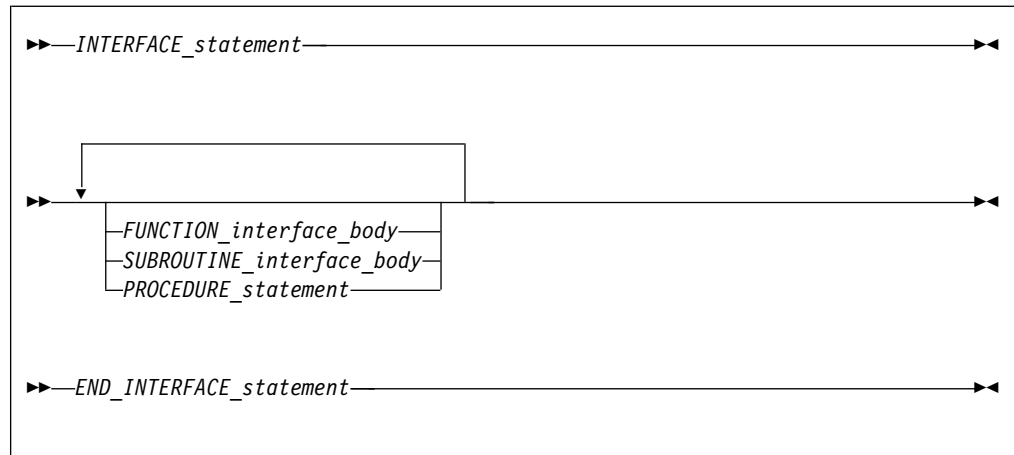 INTERFACE_statement
FUNCTION_interface_body
SUBROUTINE_interface_body
PROCEDURE_statement
END_INTERFACE_statement